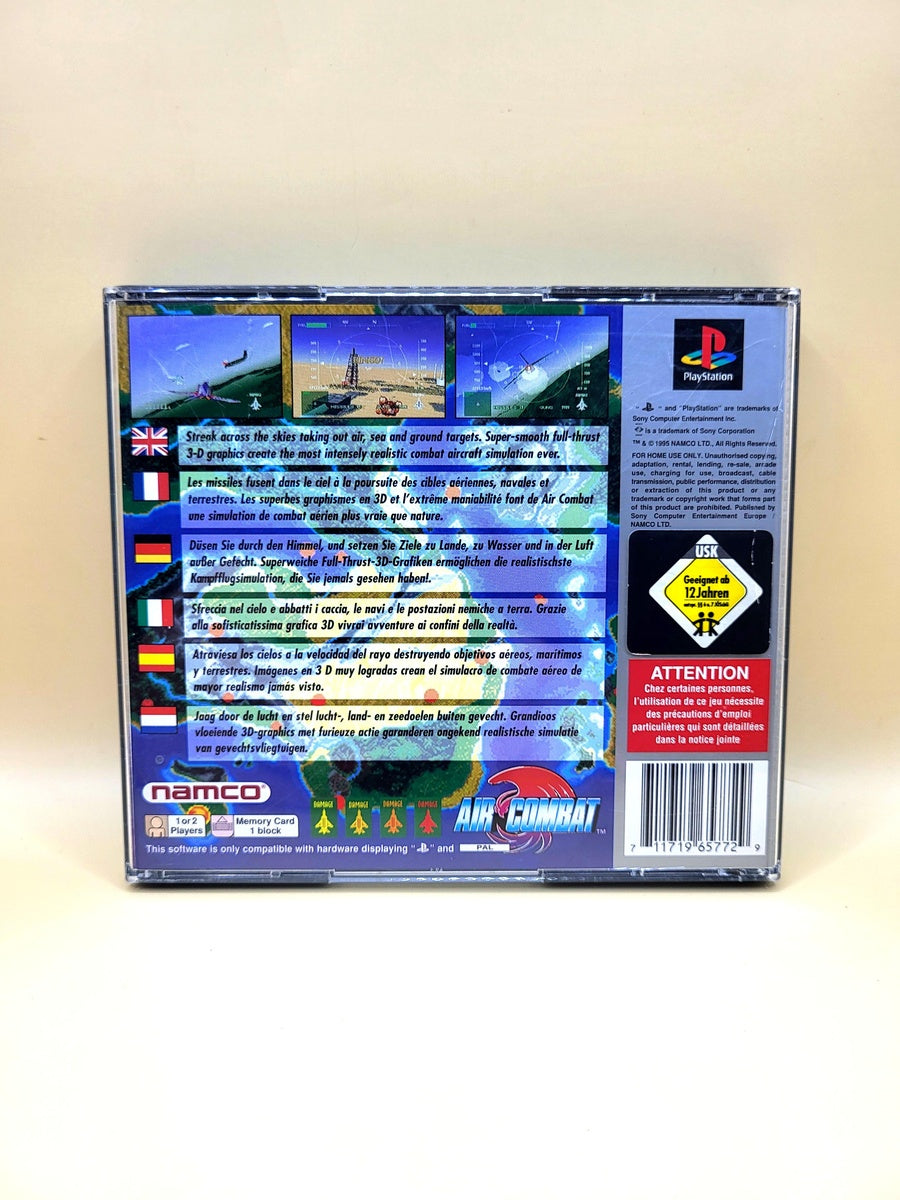 Streak across the skies taking out air, sea and ground targets. Super-smooth full-thrust
3-D graphics create the most intensely realistic combat aircraft simulation ever.
Les missiles fusent dans le ciel à la poursuite des cibles aériennes, navales et
terrestres. Les superbes graphismes en 3D et l'extrême maniabilité font de Air Combat
une simulation de combat aérien plus vraie que nature.
Düsen Sie durch den Himmel, und setzen Sie Ziele zu Lande, zu Wasser und in der Luft
außer Gefecht. Superweiche Full-Thrust-3D-Grafiken ermöglichen die realistischste
Kampfflugsimulation, die Sie jemals gesehen haben!.
Sfreccia nel cielo e abbatti i caccia, le navi e le postazioni nemiche a terra. Grazie
alla sofisticatissima grafica 3D vivrai avventure ai confini della realtà.
Atraviesa los cielos a la velocidad del rayo destruyendo objetivos aéreos, marítimos
y terrestres. Imágenes en 3 D muy logradas crean el simulacro de combate aéreo de
mayor realismo jamás visto.
Jaag door de lucht en stel lucht-, land- en zeedoelen buiten gevecht. Grandioos
vloeiende 3D-graphics met furieuze actie garanderen ongekend realistische simulatie
van gevechtsvliegtuigen.
namco®
1 or 2
Players
Memory Card
1 block
DAMAGE DAMAGE DAMAGE DAMAGE
AIR COMBAT™
This software is only compatible with hardware displaying " " and PAL
PlayStation
" " and "PlayStation" are trademarks of
Sony Computer Entertainment Inc.
is a trademark of Sony Corporation
™ & © 1995 NAMCO LTD., All Rights Reserved.
FOR HOME USE ONLY. Unauthorised copying,
adaptation, rental, lending, re-sale, arcade
use, charging for use, broadcast, cable
transmission, public performance, distribution
or extraction of this product or any
trademark or copyright work that forms part
of this product are prohibited. Published by
Sony Computer Entertainment Europe /
NAMCO LTD.
USK
Geeignet ab
12 Jahren
ATTENTION
Chez certaines personnes,
l'utilisation de ce jeu nécessite
des précautions d'emploi
particulières qui sont détaillées
dans la notice jointe
7 11719 65772 9